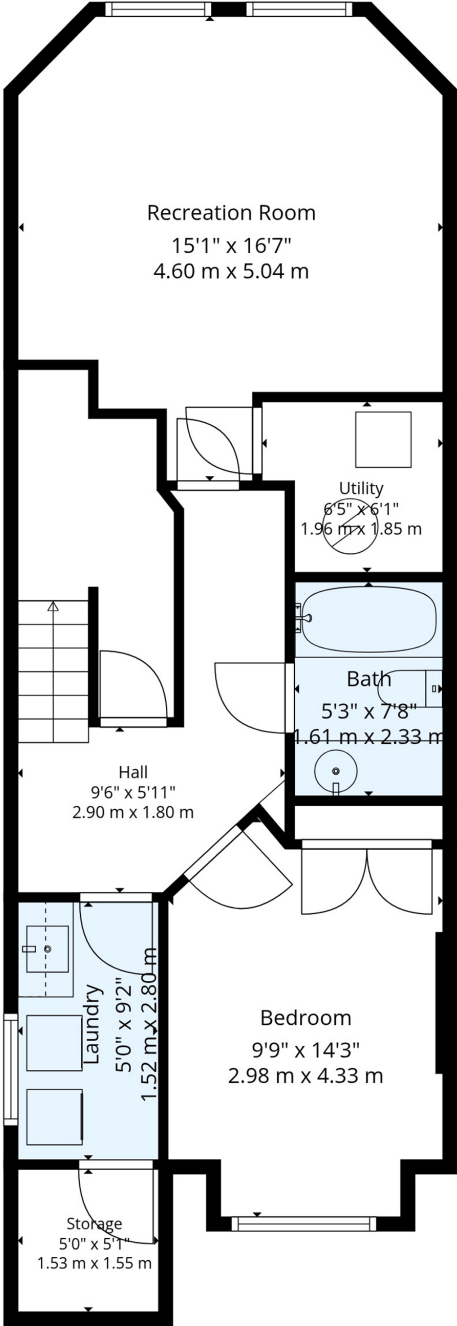 Recreation Room
15'1" x 16'7"
4.60 m x 5.04 m
Utility
6'5" x 6'1"
1.96 m x 1.85 m
Bath
5'3" x 7'8"
1.61 m x 2.33 m
Hall
9'6" x 5'11"
2.90 m x 1.80 m
Laundry
5'0" x 9'2"
1.52 m x 2.80 m
Bedroom
9'9" x 14'3"
2.98 m x 4.33 m
Storage
5'0" x 5'1"
1.53 m x 1.55 m